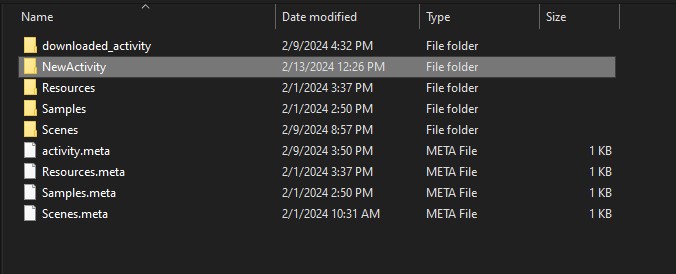 Name Date modified Type Size
downloaded_activity 2/9/2024 4:32 PM File folder
NewActivity 2/13/2024 12:26 PM File folder
Resources 2/1/2024 3:37 PM File folder
Samples 2/1/2024 2:50 PM File folder
Scenes 2/9/2024 8:57 PM File folder
activity.meta 2/9/2024 3:50 PM META File 1 KB
Resources.meta 2/1/2024 3:37 PM META File 1 KB
Samples.meta 2/1/2024 2:50 PM META File 1 KB
Scenes.meta 2/1/2024 10:31 AM META File 1 KB